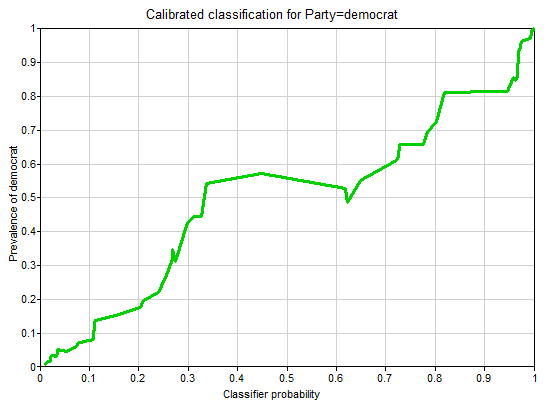 Calibrated classification for Party=democrat
Prevalence of democrat
1
0.9
0.8
0.7
0.6
0.5
0.4
0.3
0.2
0.1
0
0 0.1 0.2 0.3 0.4 0.5 0.6 0.7 0.8 0.9 1
Classifier probability